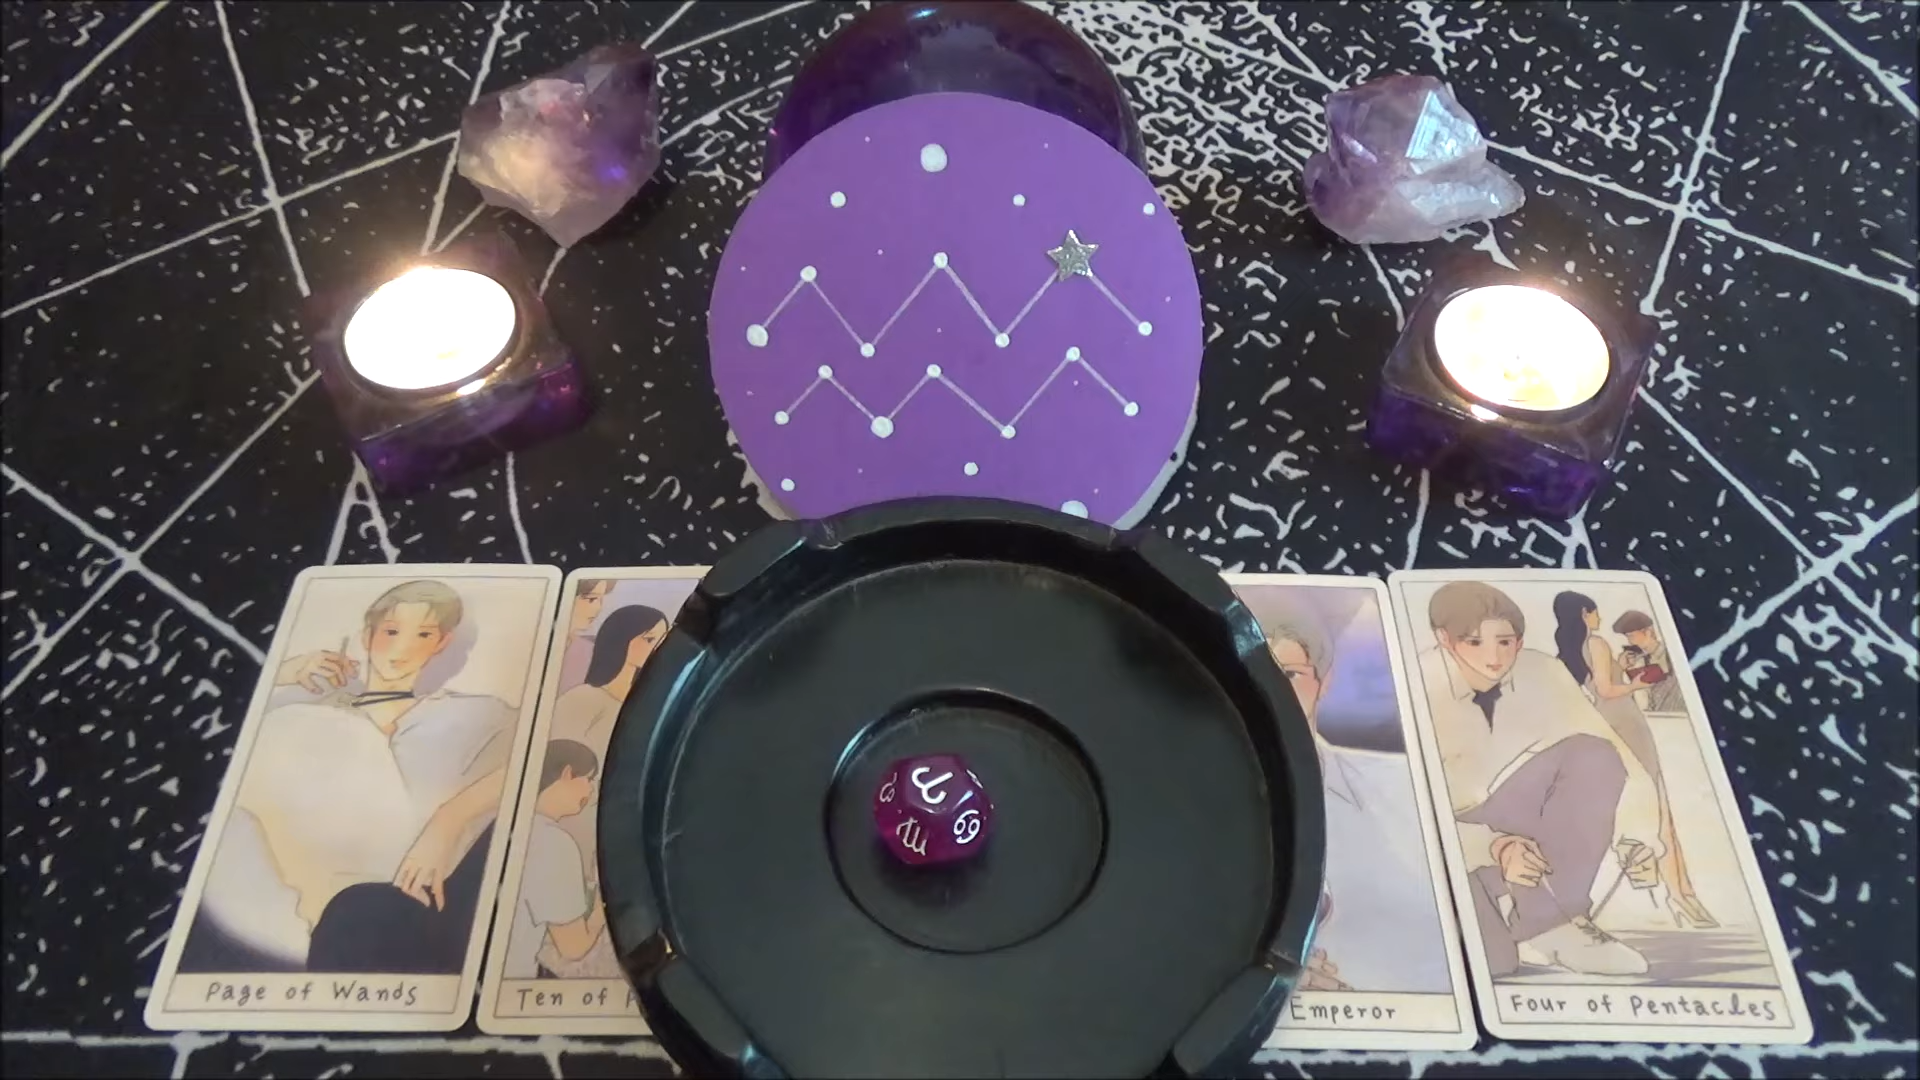 Page of Wands
Ten of P
Emperor
Four of Pentacles